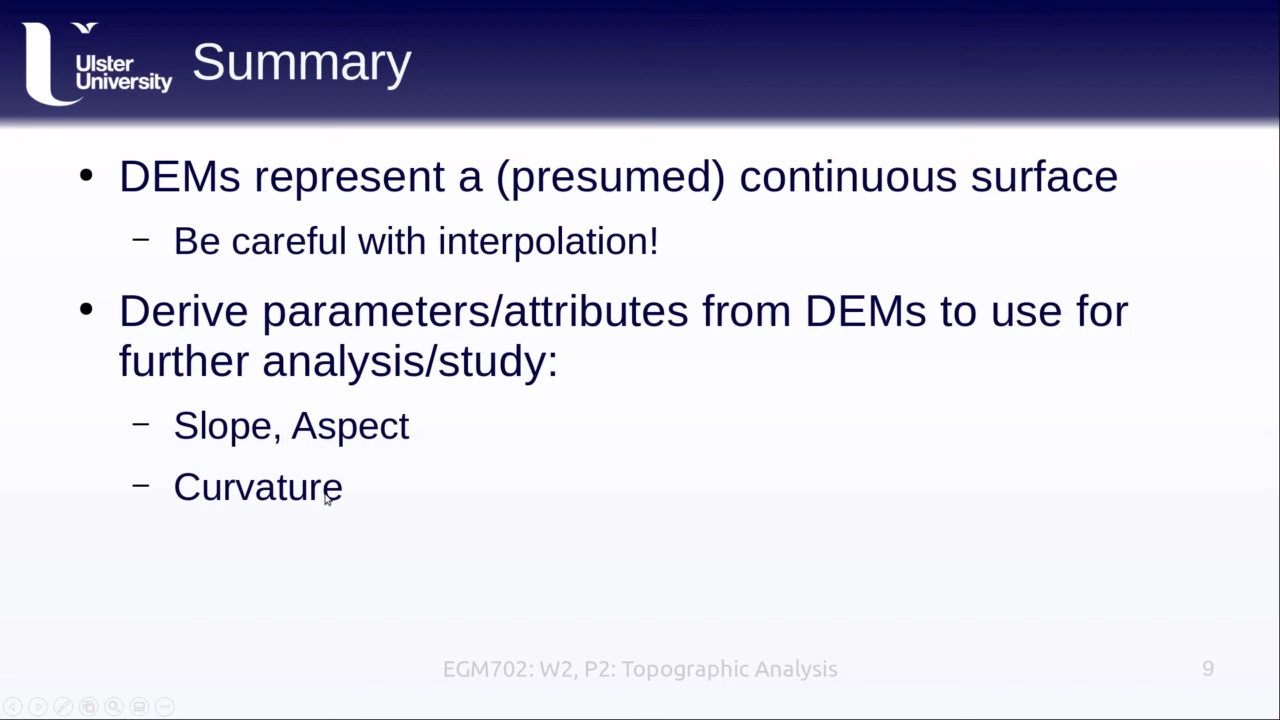 Ulster
University
Summary
• DEMs represent a (presumed) continuous surface
– Be careful with interpolation!
• Derive parameters/attributes from DEMs to use for
further analysis/study:
– Slope, Aspect
– Curvature
EGM702: W2, P2: Topographic Analysis
9